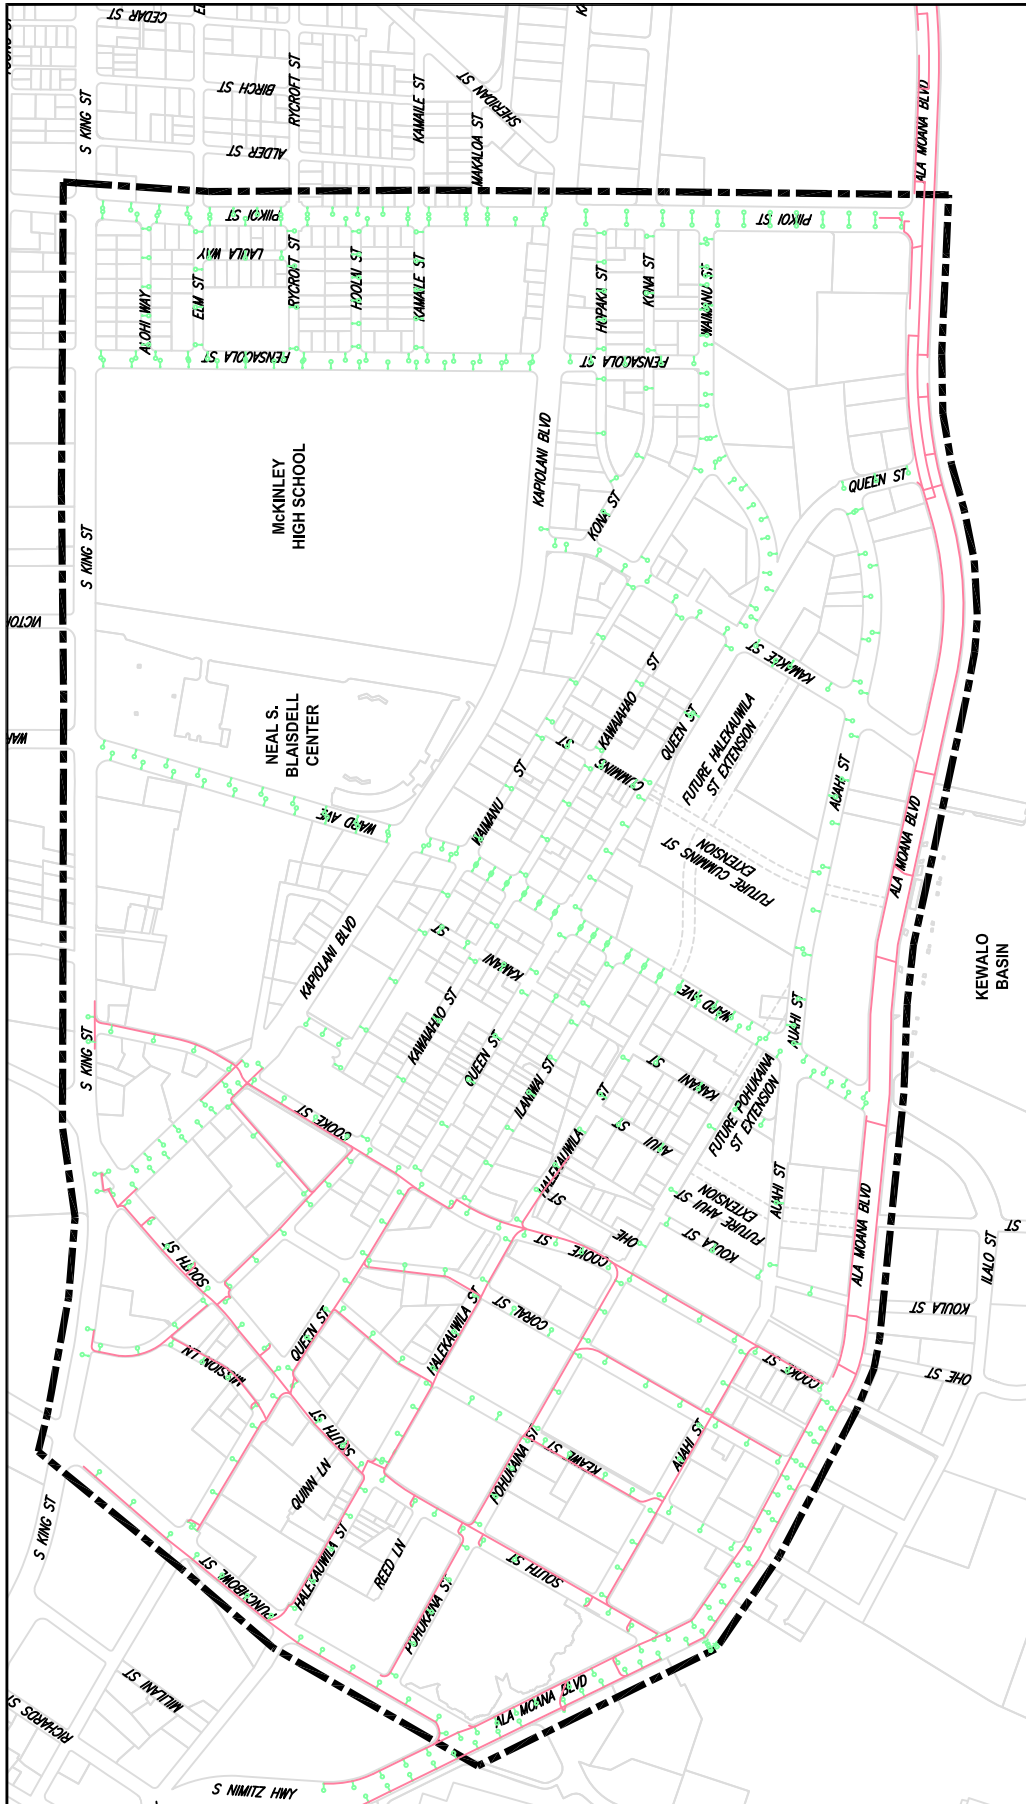 CEDAR ST
BIRCH ST
RYCROFT ST
KAMAILE ST
SHERIDAN ST
S KING ST
ALDER ST
MAKALOA ST
ALA MOANA BLVD
PIIKOI ST
PIIKOI ST
LAULA WAY
RYCROFT ST
HOOLAI ST
KAMAILE ST
HOPAKA ST
KONA ST
WAIMANU ST
ALOHI WAY
ELM ST
PENSACOLA ST
PENSACOLA ST
KAPIOLANI BLVD
McKINLEY
HIGH SCHOOL
QUEEN ST
KONA ST
S KING ST
KAMAKEE ST
KAWAIAHAO ST
NEAL S.
BLAISDELL
CENTER
QUEEN ST
FUTURE HALEKAUWILA
ST EXTENSION
CUMMINS ST
AUAHI ST
WAIMANU ST
WARD AVE
ALA MOANA BLVD
FUTURE CUMMINS ST
EXTENSION
KAPIOLANI BLVD
KAMANI ST
KEWALO
BASIN
WARD AVE
KAWAIAHAO ST
AUAHI ST
S KING ST
QUEEN ST
ILANIWAI ST
KAMANI ST
FUTURE POHUKAINA
ST EXTENSION
COOKE ST
AHUI ST
HALEKAUWILA ST
AUAHI ST
FUTURE AHUI ST
EXTENSION
ALA MOANA BLVD
OHE ST
KOULA ST
ST
ILALO ST
SOUTH ST
COOKE ST
KOULA ST
CORAL ST
QUEEN ST
HALEKAUWILA ST
MISSION LN
COOKE ST
OHE ST
SOUTH ST
AUAHI ST
POHUKAINA ST
KEAWE ST
QUINN LN
S KING ST
HALEKAUWILA ST
REED LN
SOUTH ST
PUNCHBOWL ST
POHUKAINA ST
MILILANI ST
ALA MOANA BLVD
RICHARDS ST
S NIMITZ HWY